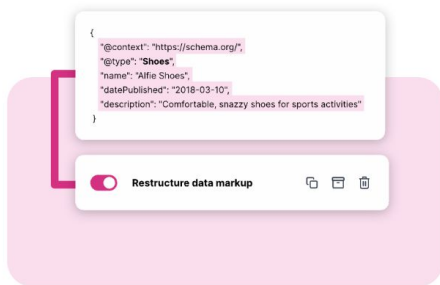 {
"@context": "https://schema.org/",
"@type": "Shoes",
"name": "Alfie Shoes",
"datePublished": "2018-03-10",
"description": "Comfortable, snazzy shoes for sports activities"
}
Restructure data markup